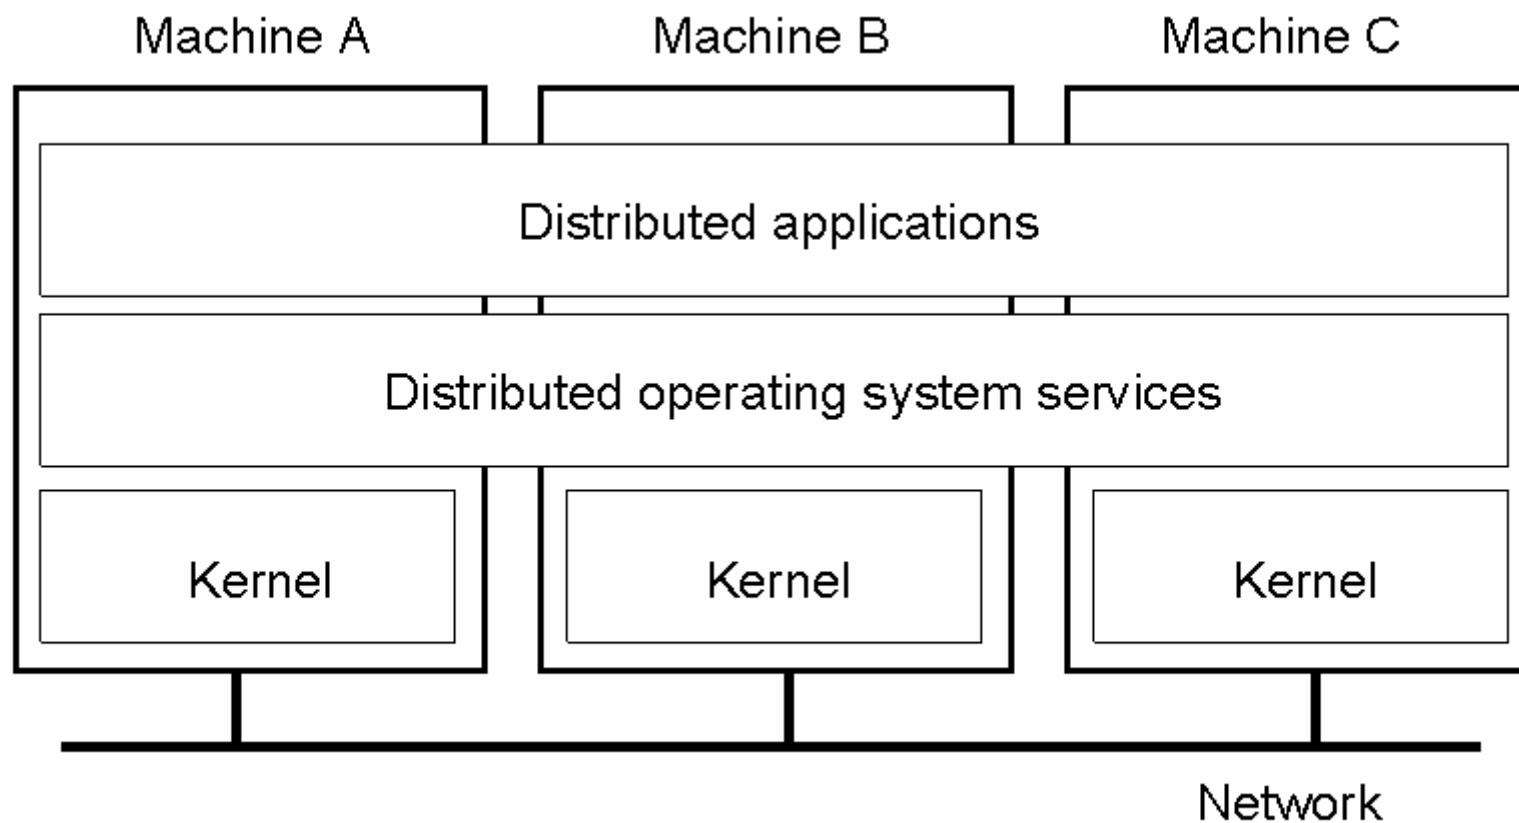 Machine A
Machine B
Machine C
Distributed applications
Distributed operating system services
Kernel
Kernel
Kernel
Network